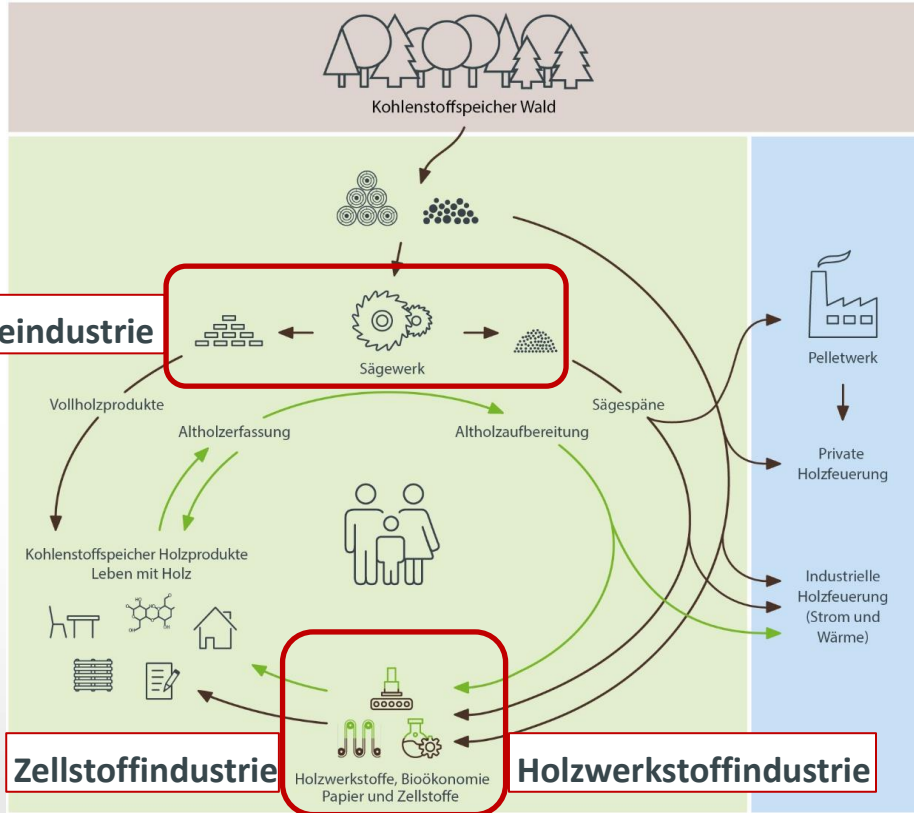 Kohlenstoffspeicher Wald
eindustrie
Sägewerk
Pelletwerk
Vollholzprodukte
Sägespäne
Altholzerfassung
Altholzaufbereitung
Private
Holzfeuerung
Kohlenstoffspeicher Holzprodukte
Leben mit Holz
Industrielle
Holzfeuerung
(Strom und
Wärme)
Zellstoffindustrie
Holzwerkstoffe, Bioökonomie
Papier und Zellstoffe
Holzwerkstoffindustrie